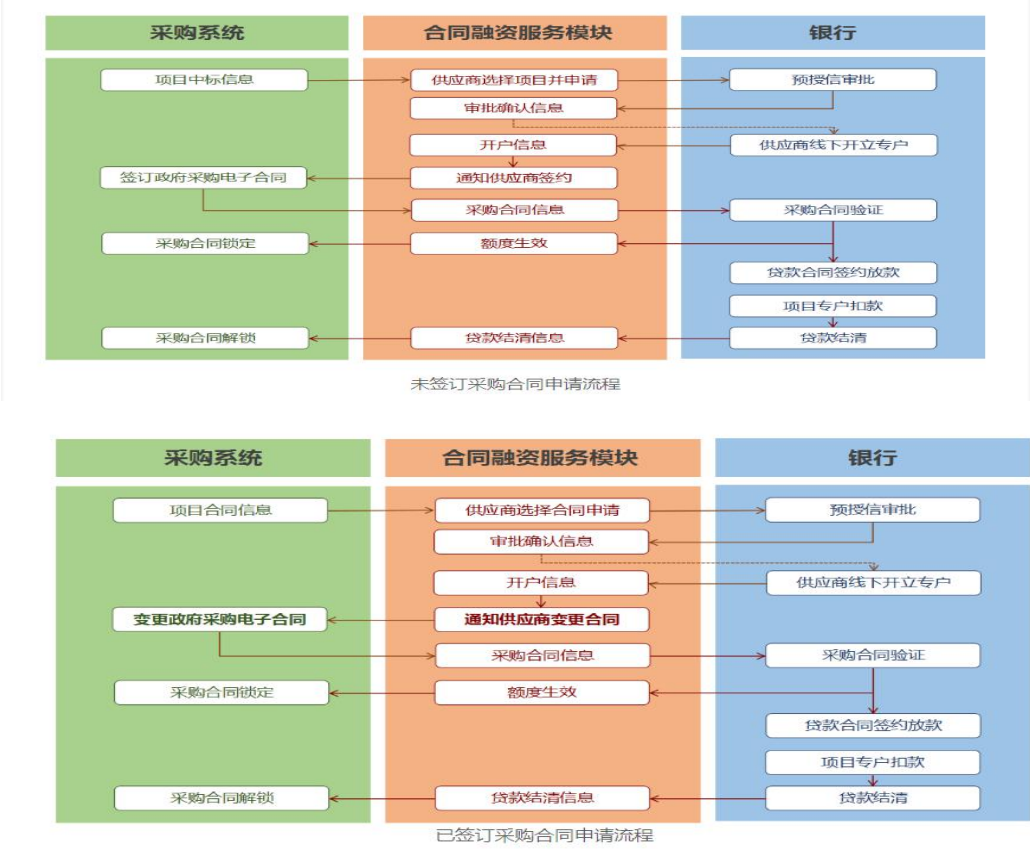 采购系统 合同融资服务模块 银行
项目中标信息 供应商选择项目并申请 预授信审批
审批确认信息
开户信息 供应商线下开立专户
签订政府采购电子合同 通知供应商签约
采购合同信息 采购合同验证
采购合同锁定 额度生效
贷款合同签约放款
项目专户扣款
采购合同解锁 贷款结清信息 贷款结清
未签订采购合同申请流程
采购系统 合同融资服务模块 银行
项目合同信息 供应商选择合同申请 预授信审批
审批确认信息
开户信息 供应商线下开立专户
变更政府采购电子合同 通知供应商变更合同
采购合同信息 采购合同验证
采购合同锁定 额度生效
贷款合同签约放款
项目专户扣款
采购合同解锁 贷款结清信息 贷款结清
已签订采购合同申请流程